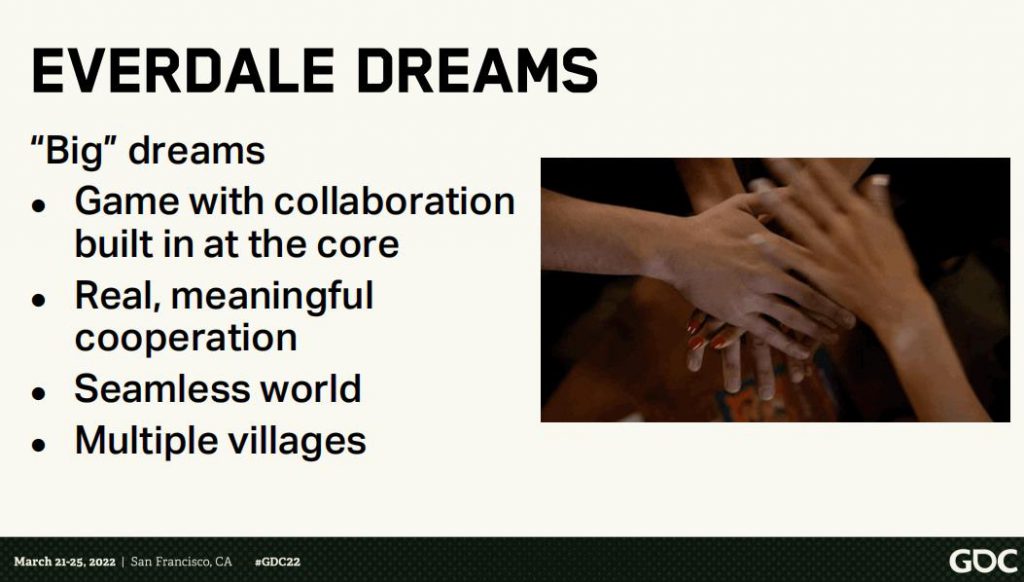 EVERDALE DREAMS
“Big” dreams
• Game with collaboration
built in at the core
• Real, meaningful
cooperation
• Seamless world
• Multiple villages
March 21-25, 2022 | San Francisco, CA #GDC22
GDC